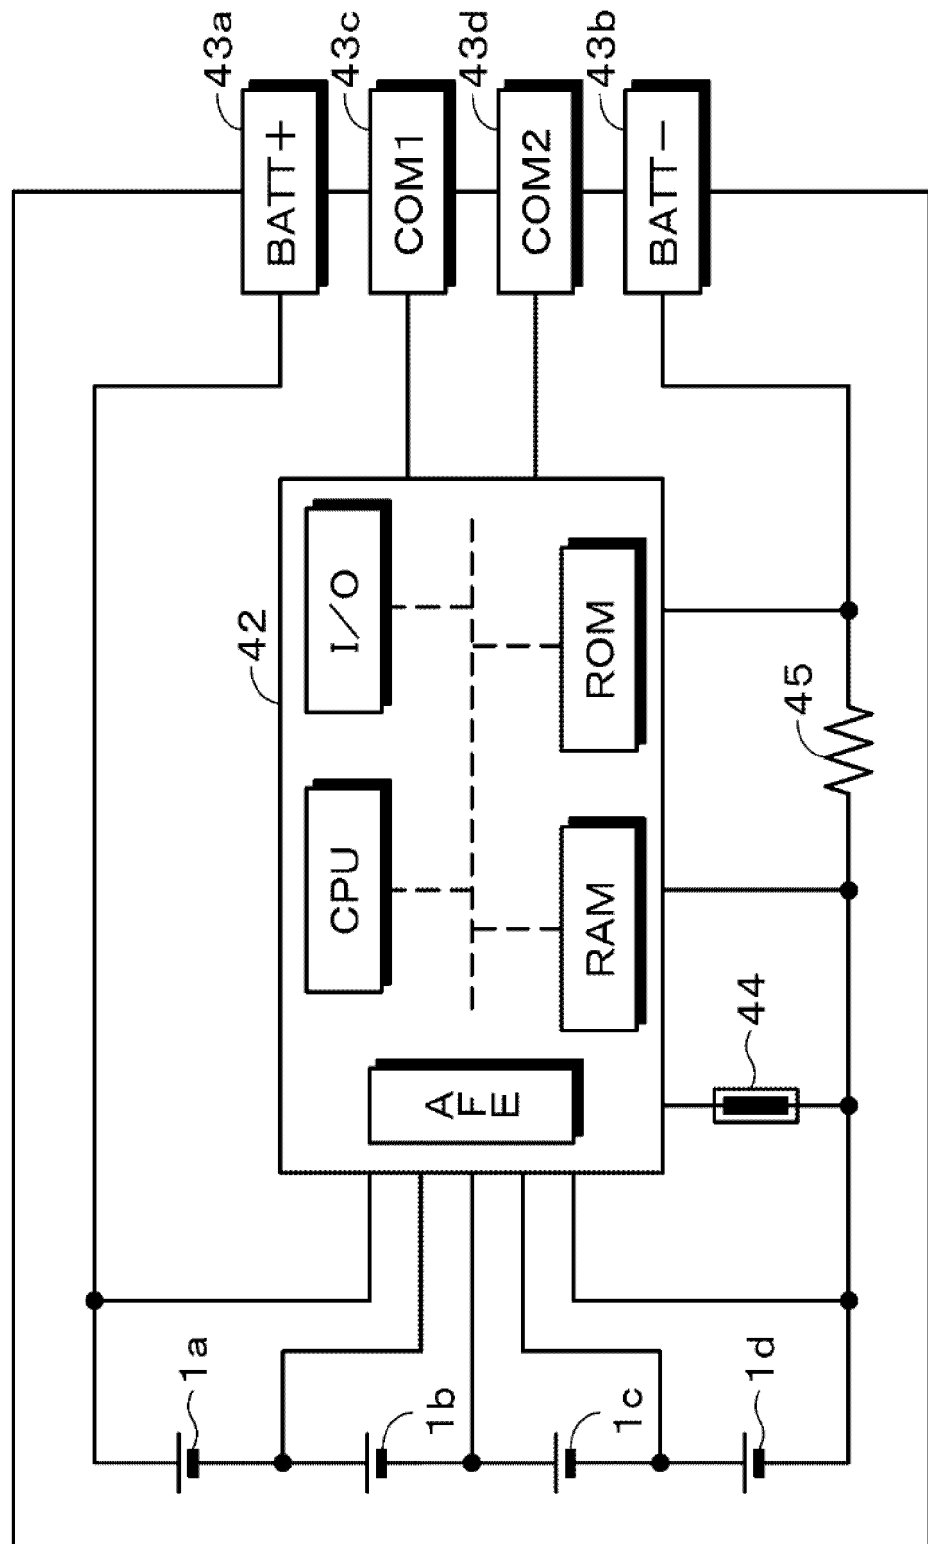 43a
43c
43d
43b
BATT+
COM1
COM2
BATT-
42
I/O
ROM
CPU
RAM
AFE
45
44
1a
1b
1c
1d